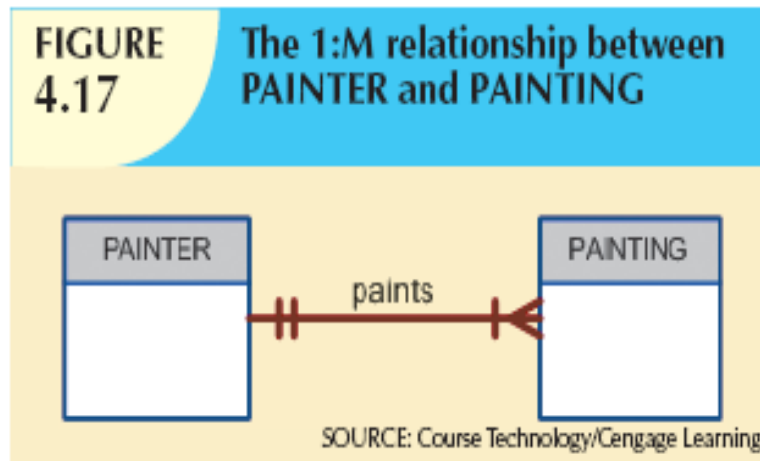 FIGURE
4.17
The 1:M relationship between
PAINTER and PAINTING
PAINTER
paints
PAINTING
SOURCE: Course Technology/Cengage Learning